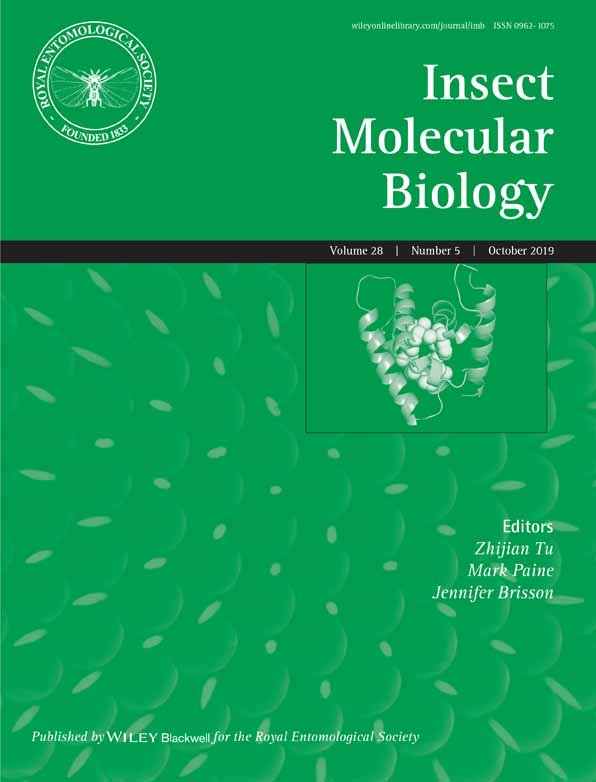 wileyonlinelibrary.com/journal/imb ISSN 0962-1075
ROYAL ENTOMOLOGICAL SOCIETY
- FOUNDED 1833 -
Insect
Molecular
Biology
Volume 28 | Number 5 | October 2019
Editors
Zhijian Tu
Mark Paine
Jennifer Brisson
Published by WILEY Blackwell for the Royal Entomological Society